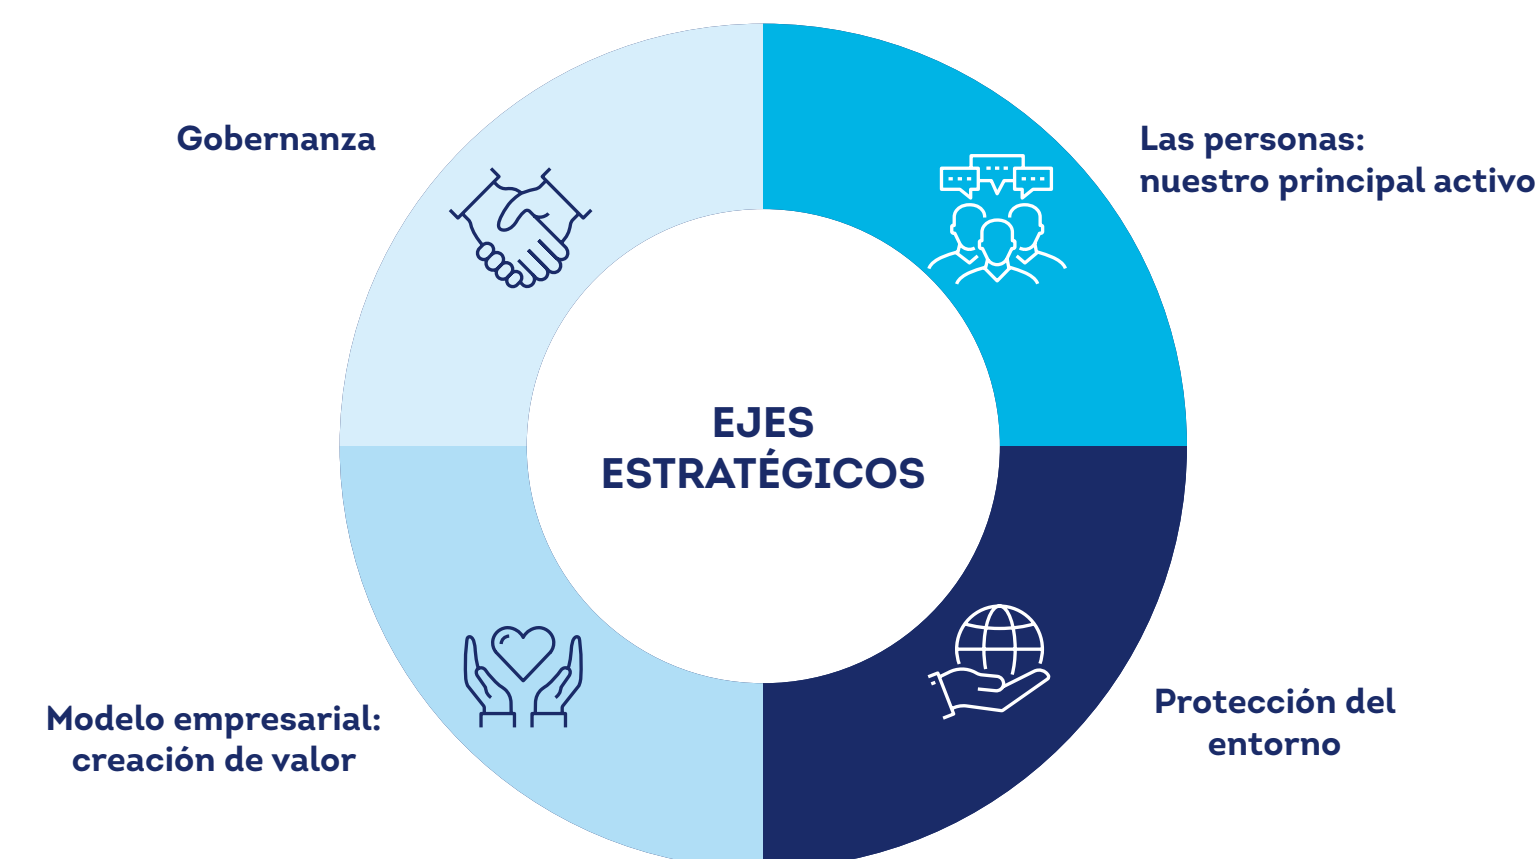 Gobernanza
Las personas:
nuestro principal activo
EJES
ESTRATÉGICOS
Modelo empresarial:
creación de valor
Protección del
entorno